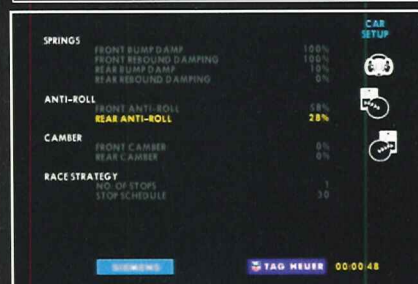 CAR
SETUP
SPRINGS
FRONT BUMP DAMP 100%
FRONT REBOUND DAMPING 100%
REAR BUMP DAMP 10%
REAR REBOUND DAMPING 0%
ANTI-ROLL
FRONT ANTI-ROLL 58%
REAR ANTI-ROLL 28%
CAMBER
FRONT CAMBER 0%
REAR CAMBER 0%
RACE STRATEGY
NO. OF STOPS 1
STOP SCHEDULE 30
SIEMENS TAG HEUER 00:00:48